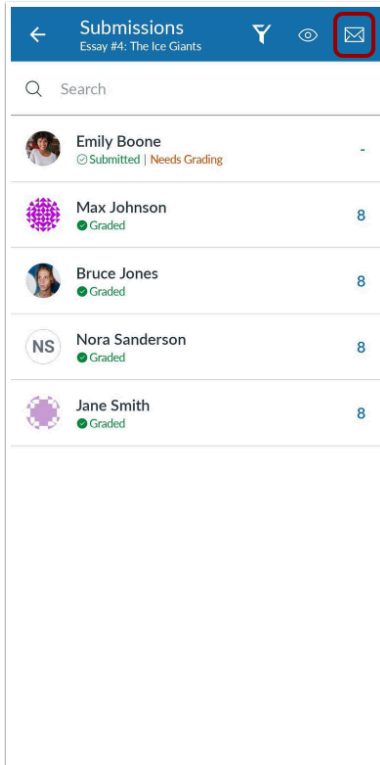 Submissions
Essay #4: The Ice Giants
Search
Emily Boone
Submitted | Needs Grading
-
Max Johnson
Graded
8
Bruce Jones
Graded
8
NS
Nora Sanderson
Graded
8
Jane Smith
Graded
8